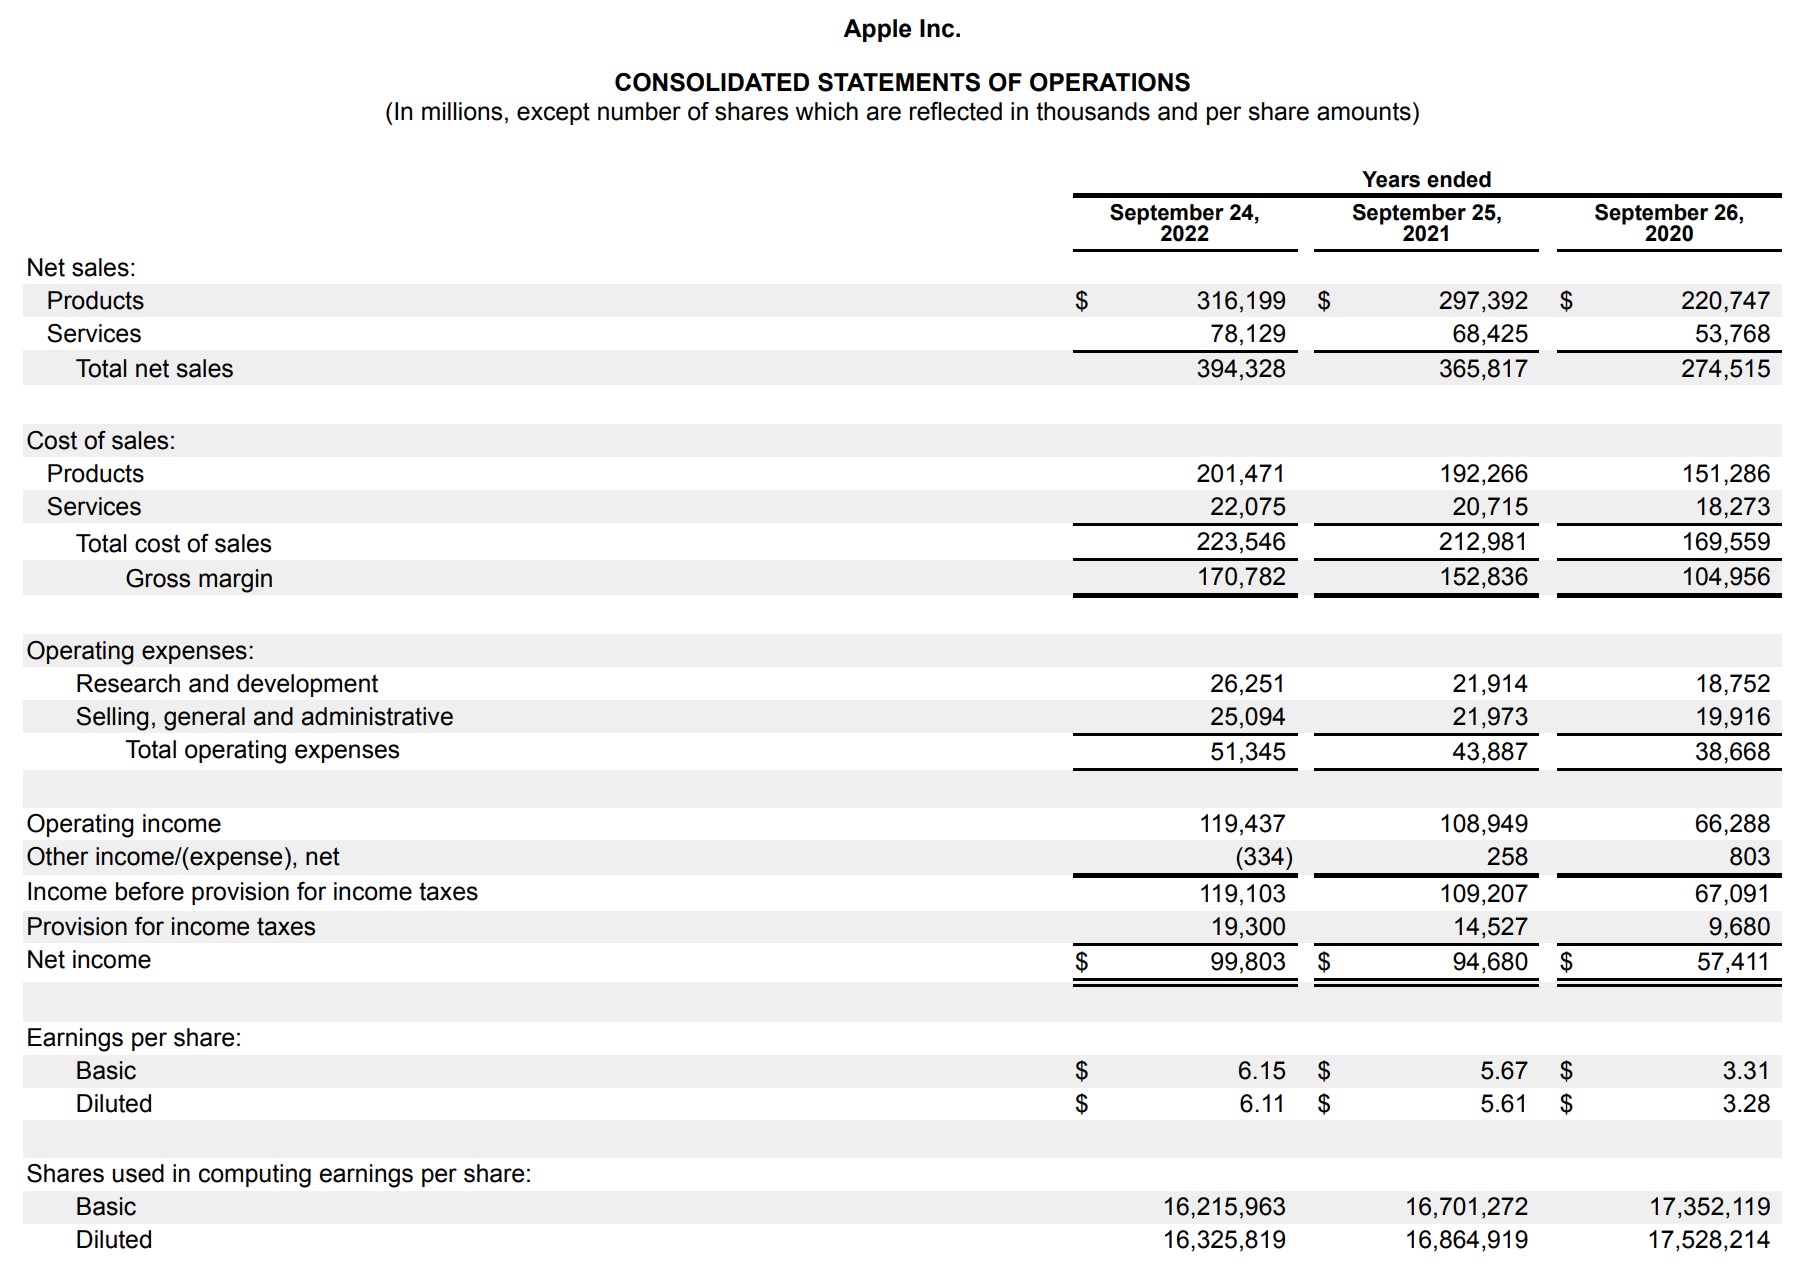 Apple Inc.
CONSOLIDATED STATEMENTS OF OPERATIONS
(In millions, except number of shares which are reflected in thousands and per share amounts)
Years ended
September 24, 2022 September 25, 2021 September 26, 2020
Net sales:
Products $ 316,199 $ 297,392 $ 220,747
Services 78,129 68,425 53,768
Total net sales 394,328 365,817 274,515
Cost of sales:
Products 201,471 192,266 151,286
Services 22,075 20,715 18,273
Total cost of sales 223,546 212,981 169,559
Gross margin 170,782 152,836 104,956
Operating expenses:
Research and development 26,251 21,914 18,752
Selling, general and administrative 25,094 21,973 19,916
Total operating expenses 51,345 43,887 38,668
Operating income 119,437 108,949 66,288
Other income/(expense), net (334) 258 803
Income before provision for income taxes 119,103 109,207 67,091
Provision for income taxes 19,300 14,527 9,680
Net income $ 99,803 $ 94,680 $ 57,411
Earnings per share:
Basic $ 6.15 $ 5.67 $ 3.31
Diluted $ 6.11 $ 5.61 $ 3.28
Shares used in computing earnings per share:
Basic 16,215,963 16,701,272 17,352,119
Diluted 16,325,819 16,864,919 17,528,214